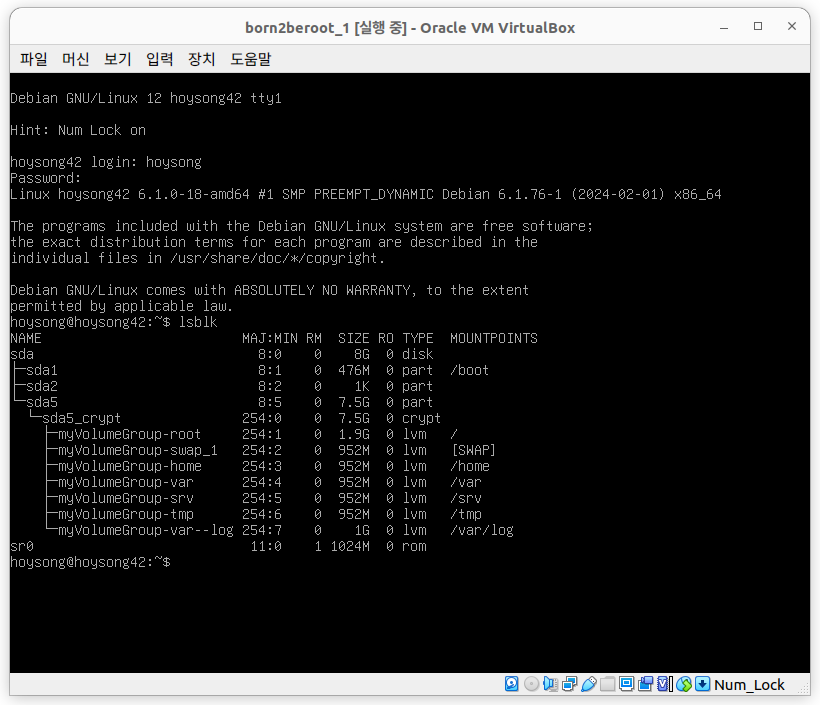 born2beroot_1 [실행 중] - Oracle VM VirtualBox
파일 머신 보기 입력 장치 도움말
Debian GNU/Linux 12 hoysong42 tty1
Hint: Num Lock on
hoysong42 login: hoysong
Password:
Linux hoysong42 6.1.0-18-amd64 #1 SMP PREEMPT_DYNAMIC Debian 6.1.76-1 (2024-02-01) x86_64
The programs included with the Debian GNU/Linux system are free software;
the exact distribution terms for each program are described in the
individual files in /usr/share/doc/*/copyright.
Debian GNU/Linux comes with ABSOLUTELY NO WARRANTY, to the extent
permitted by applicable law.
hoysong@hoysong42:~$ lsblk
NAME                         MAJ:MIN RM  SIZE RO TYPE  MOUNTPOINTS
sda                            8:0    0    8G  0 disk
├─sda1                         8:1    0  476M  0 part  /boot
├─sda2                         8:2    0    1K  0 part
└─sda5                         8:5    0  7.5G  0 part
  └─sda5_crypt               254:0    0  7.5G  0 crypt
    ├─myVolumeGroup-root     254:1    0  1.9G  0 lvm   /
    ├─myVolumeGroup-swap_1   254:2    0  952M  0 lvm   [SWAP]
    ├─myVolumeGroup-home     254:3    0  952M  0 lvm   /home
    ├─myVolumeGroup-var      254:4    0  952M  0 lvm   /var
    ├─myVolumeGroup-srv      254:5    0  952M  0 lvm   /srv
    ├─myVolumeGroup-tmp      254:6    0  952M  0 lvm   /tmp
    └─myVolumeGroup-var--log 254:7    0    1G  0 lvm   /var/log
sr0                           11:0    1 1024M  0 rom
hoysong@hoysong42:~$
Num_Lock